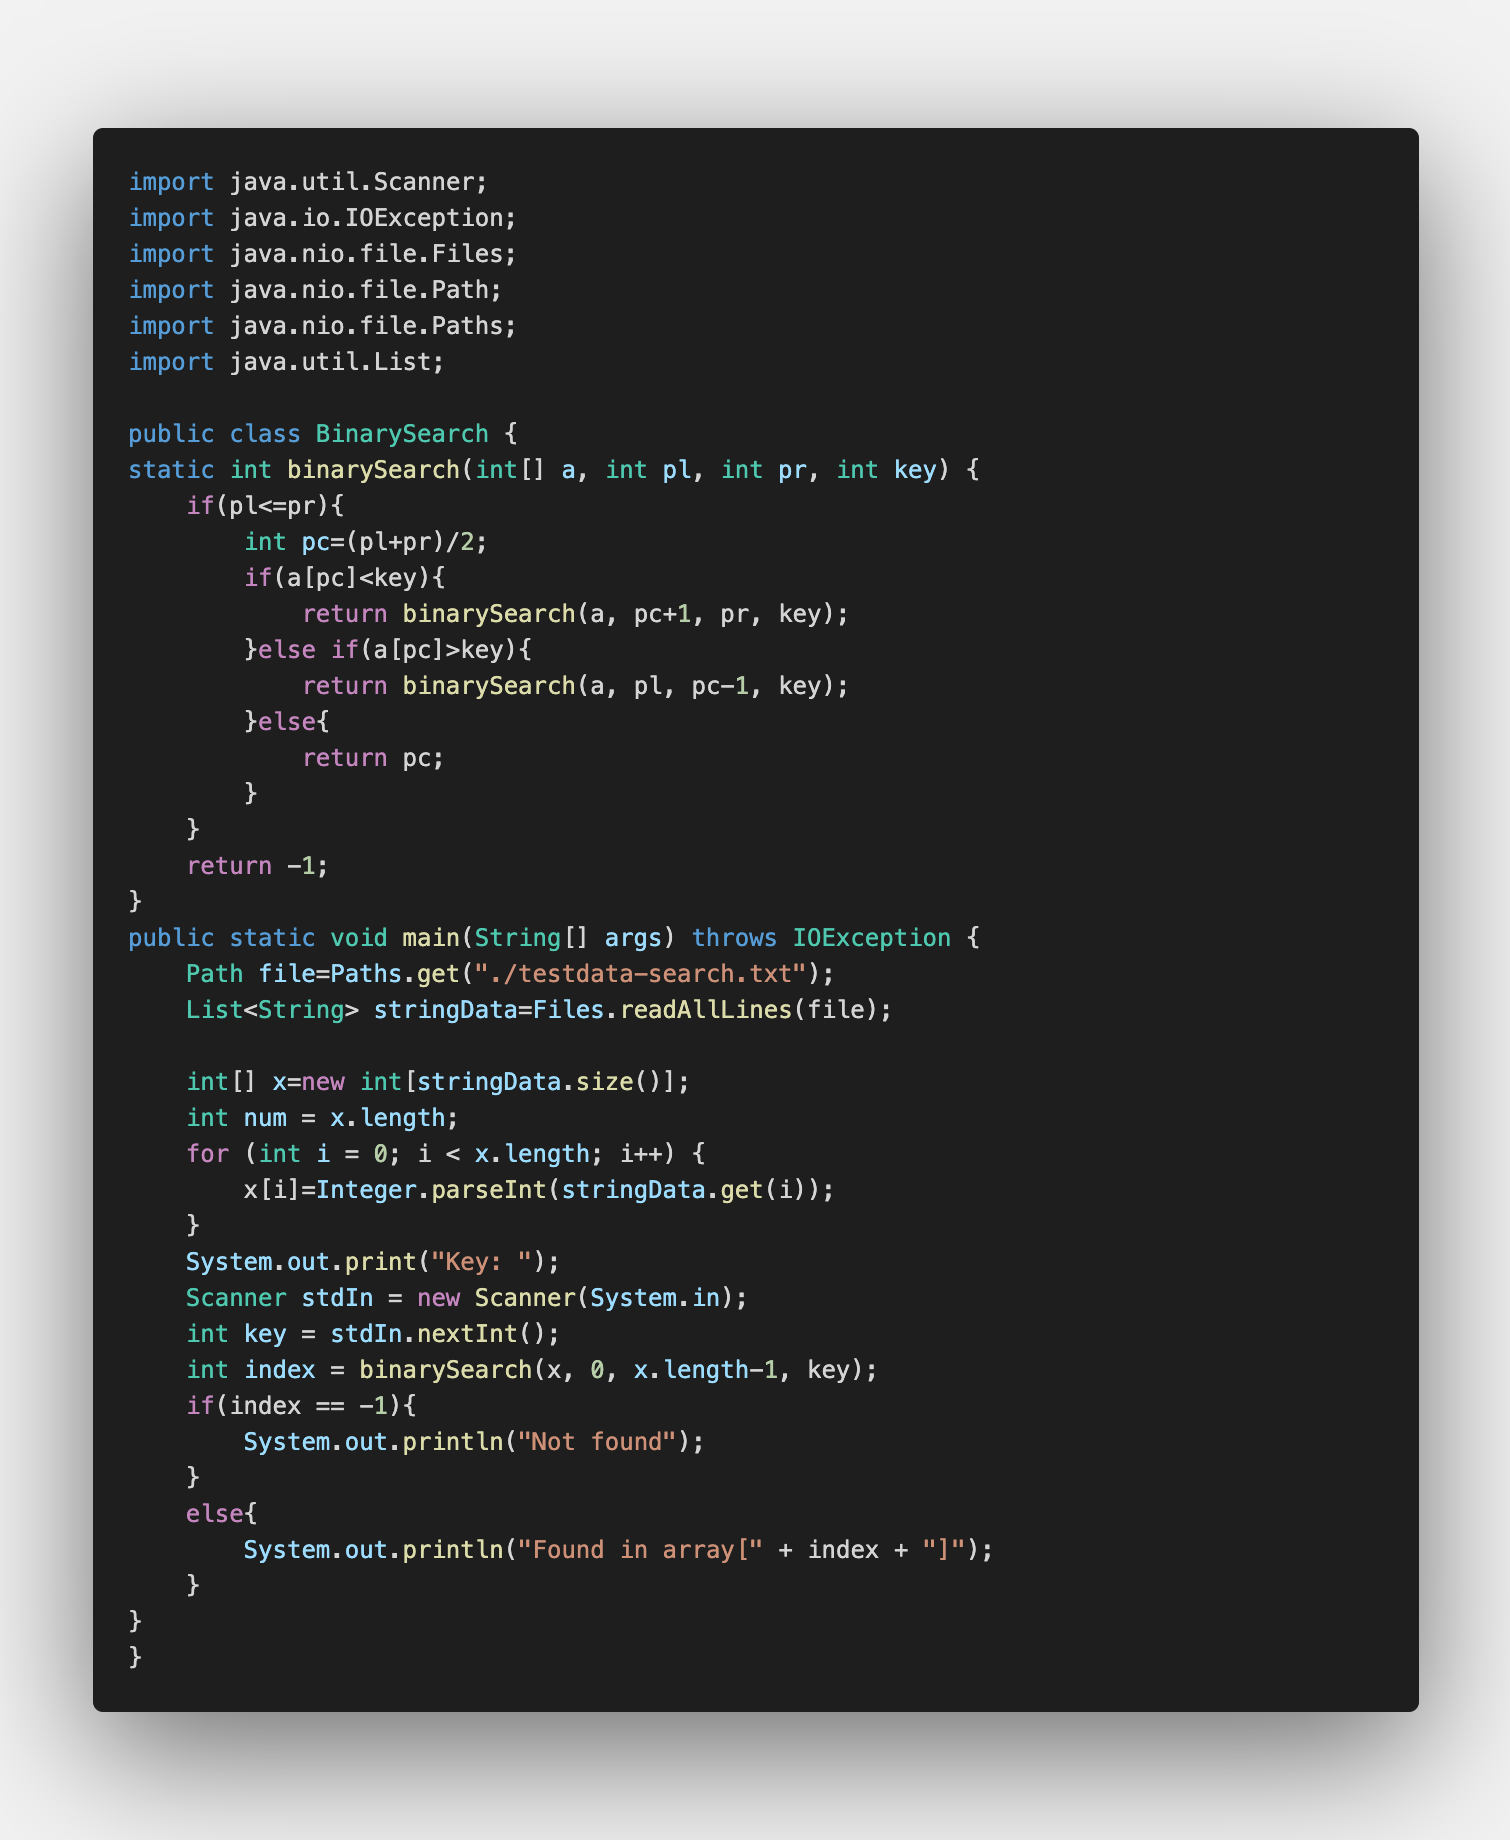 import java.util.Scanner;
import java.io.IOException;
import java.nio.file.Files;
import java.nio.file.Path;
import java.nio.file.Paths;
import java.util.List;

public class BinarySearch {
static int binarySearch(int[] a, int pl, int pr, int key) {
    if(pl<=pr){
        int pc=(pl+pr)/2;
        if(a[pc]<key){
            return binarySearch(a, pc+1, pr, key);
        }else if(a[pc]>key){
            return binarySearch(a, pl, pc-1, key);
        }else{
            return pc;
        }
    }
    return -1;
}
public static void main(String[] args) throws IOException {
    Path file=Paths.get("./testdata-search.txt");
    List<String> stringData=Files.readAllLines(file);

    int[] x=new int[stringData.size()];
    int num = x.length;
    for (int i = 0; i < x.length; i++) {
        x[i]=Integer.parseInt(stringData.get(i));
    }
    System.out.print("Key: ");
    Scanner stdIn = new Scanner(System.in);
    int key = stdIn.nextInt();
    int index = binarySearch(x, 0, x.length-1, key);
    if(index == -1){
        System.out.println("Not found");
    }
    else{
        System.out.println("Found in array[" + index + "]");
    }
}
}